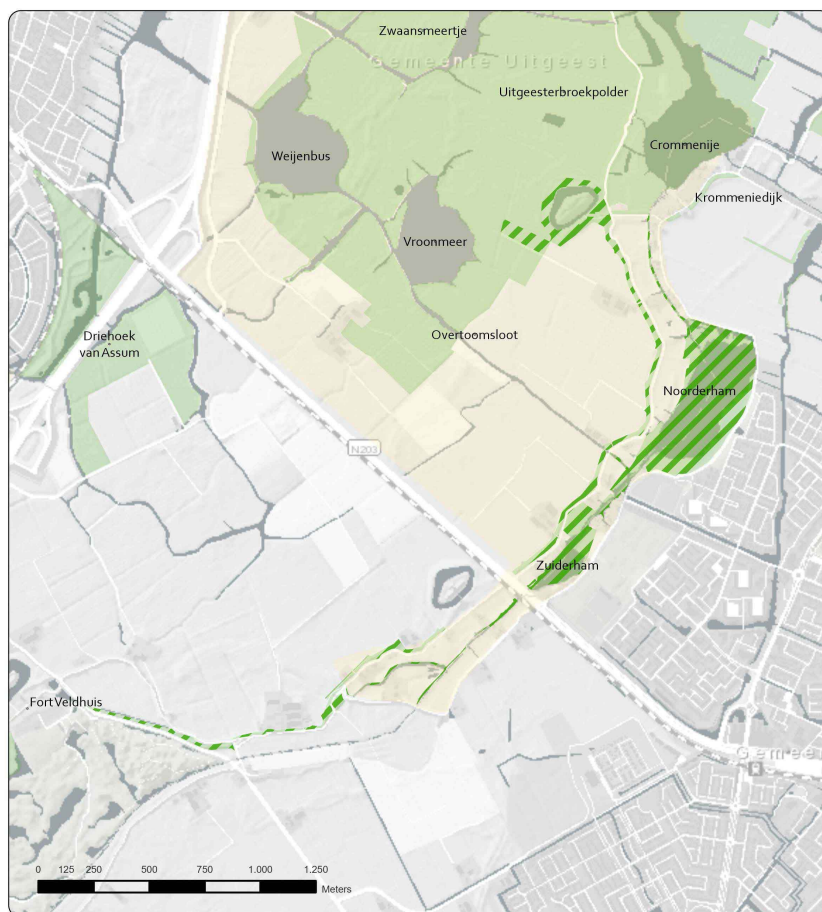 Zwaansmeertje
Gemeente Uitgeest
Uitgeesterbroekpolder
Crommenije
Weijenbus
Krommeniedijk
Vroonmeer
Driehoek
van Assum
Overtoomsloot
Noorderham
N203
Zuiderham
Fort Veldhuis
Gemeen
0 125 250 500 750 1.000 1.250
Meters